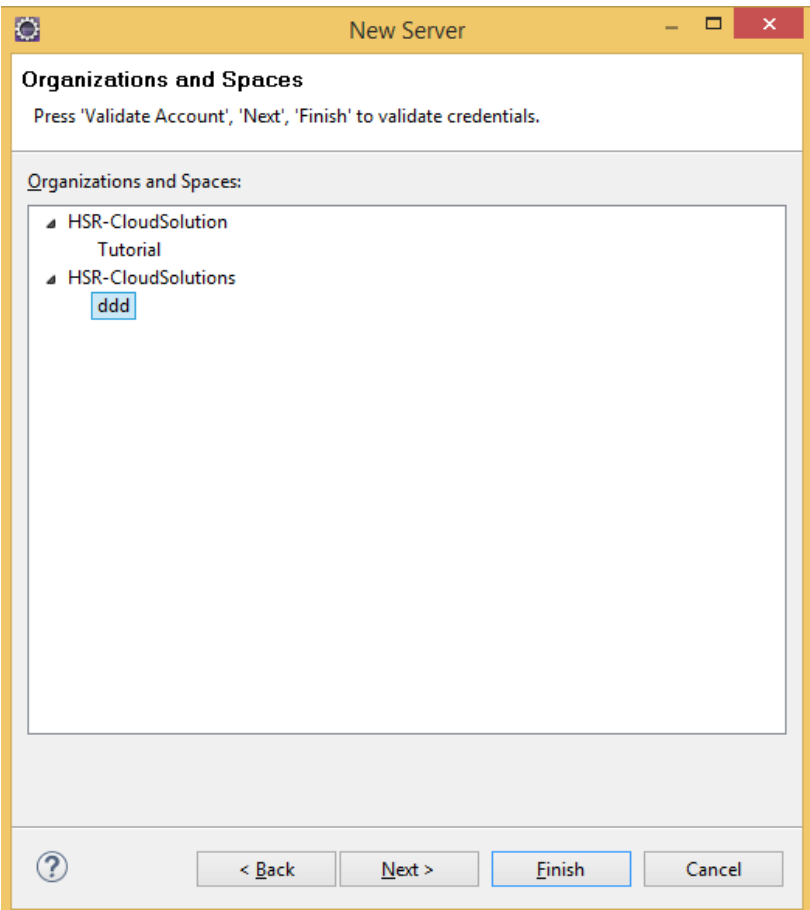 New Server
Organizations and Spaces
Press 'Validate Account', 'Next', 'Finish' to validate credentials.
Organizations and Spaces:
HSR-CloudSolution
Tutorial
HSR-CloudSolutions
ddd
? < Back Next > Finish Cancel